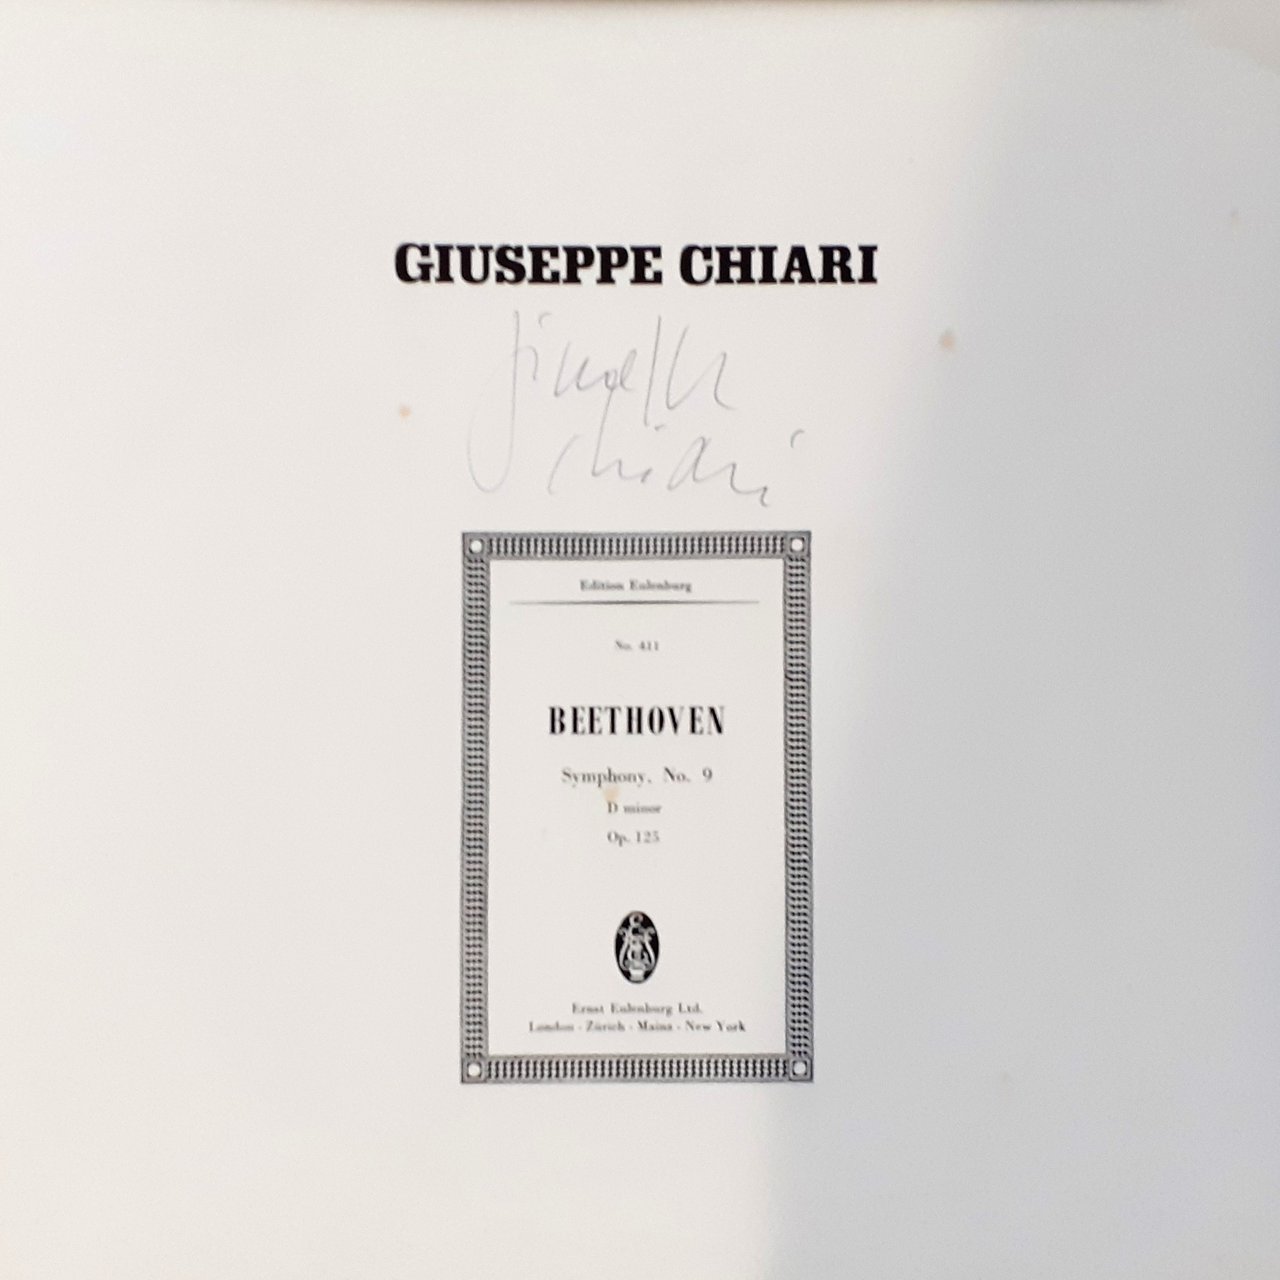 GIUSEPPE CHIARI
Giuseppe
Chiari
Edition Eulenburg
No. 411
BEETHOVEN
Symphony. No. 9
D minor
Op. 125
Ernst Eulenburg Ltd.
London - Zürich - Mainz - New York